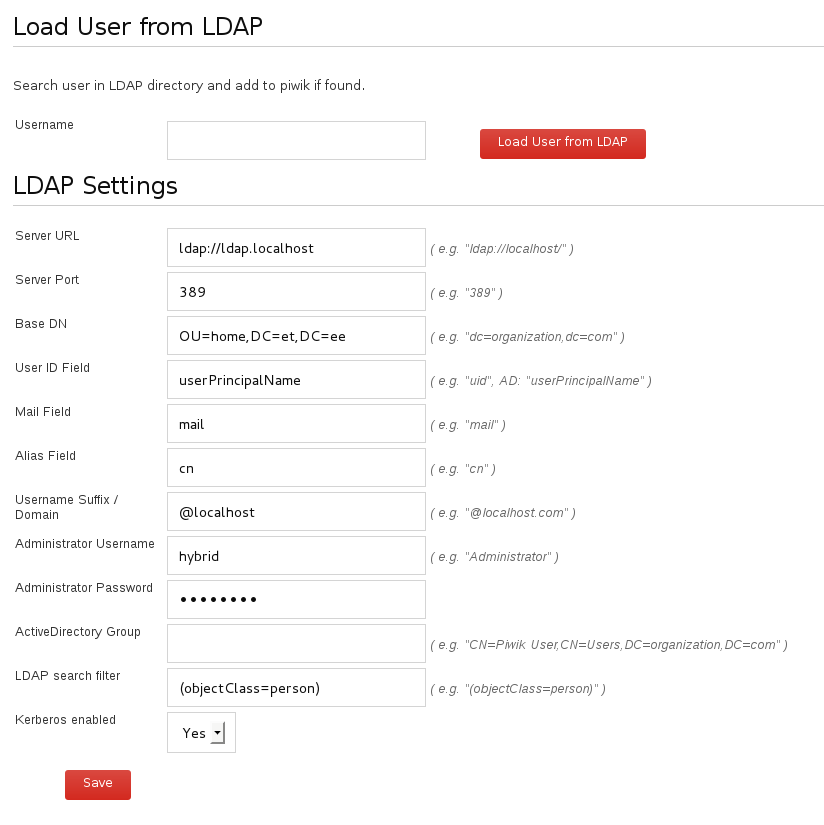 Load User from LDAP
Search user in LDAP directory and add to piwik if found.
Username
Load User from LDAP
LDAP Settings
Server URL ldap://ldap.localhost ( e.g. "ldap://localhost/" )
Server Port 389 ( e.g. "389" )
Base DN OU=home,DC=et,DC=ee ( e.g. "dc=organization,dc=com" )
User ID Field userPrincipalName ( e.g. "uid", AD: "userPrincipalName" )
Mail Field mail ( e.g. "mail" )
Alias Field cn ( e.g. "cn" )
Username Suffix /
Domain @localhost ( e.g. "@localhost.com" )
Administrator Username hybrid ( e.g. "Administrator" )
Administrator Password ••••••••
ActiveDirectory Group ( e.g. "CN=Piwik User,CN=Users,DC=organization,DC=com" )
LDAP search filter (objectClass=person) ( e.g. "(objectClass=person)" )
Kerberos enabled Yes
Save